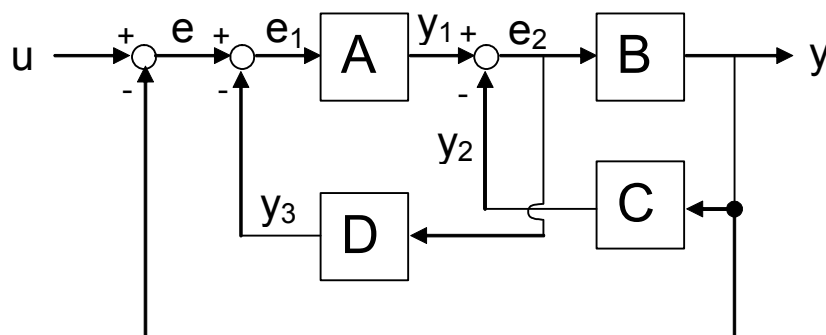 u + e + e₁ A y₁ + e₂ B y
- - -
y₂
y₃ D C